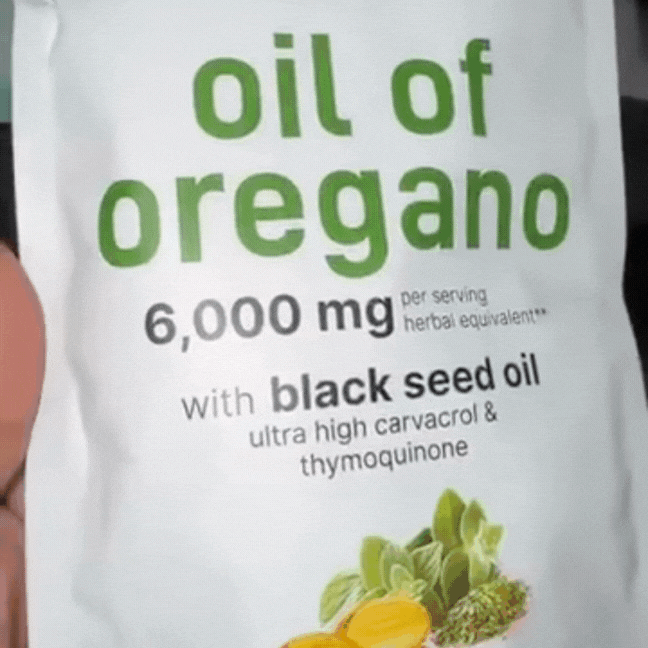 oil of
oregano
6,000 mg per serving
herbal equivalent**
with black seed oil
ultra high carvacrol &
thymoquinone